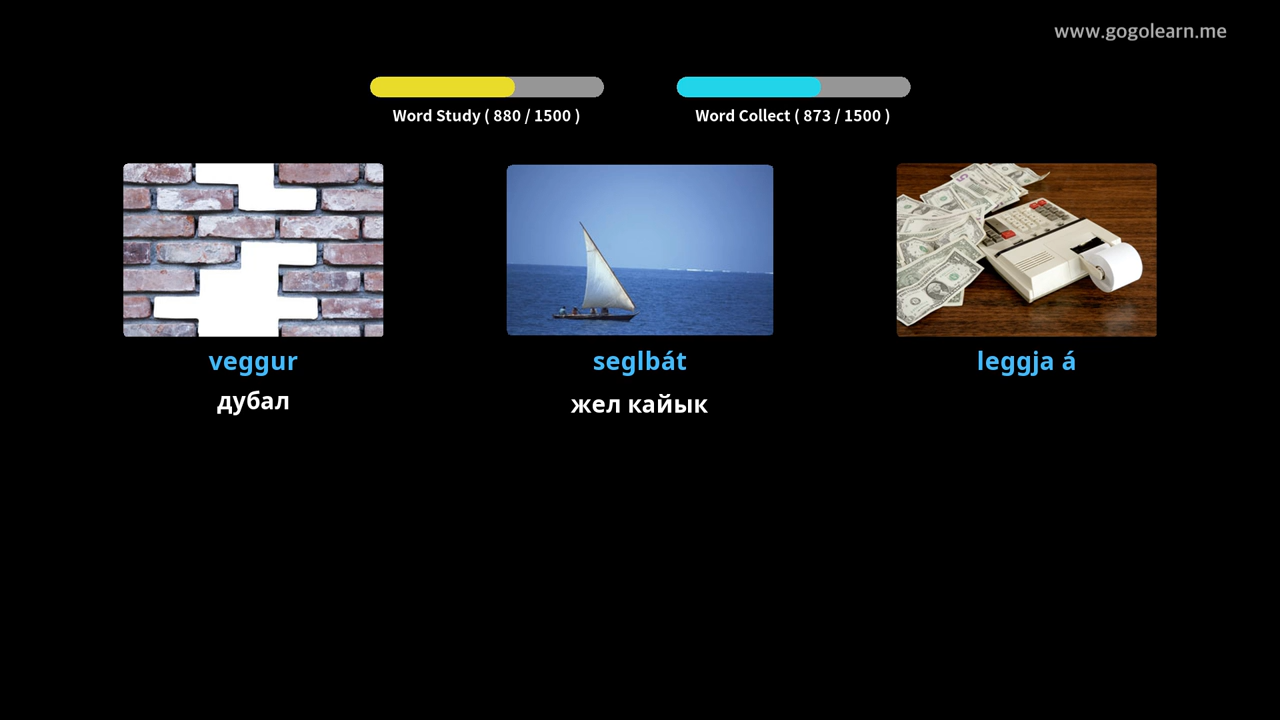 www.gogolearn.me
Word Study ( 880 / 1500 )
Word Collect ( 873 / 1500 )
veggur
дубал
seglbát
жел кайык
leggja á